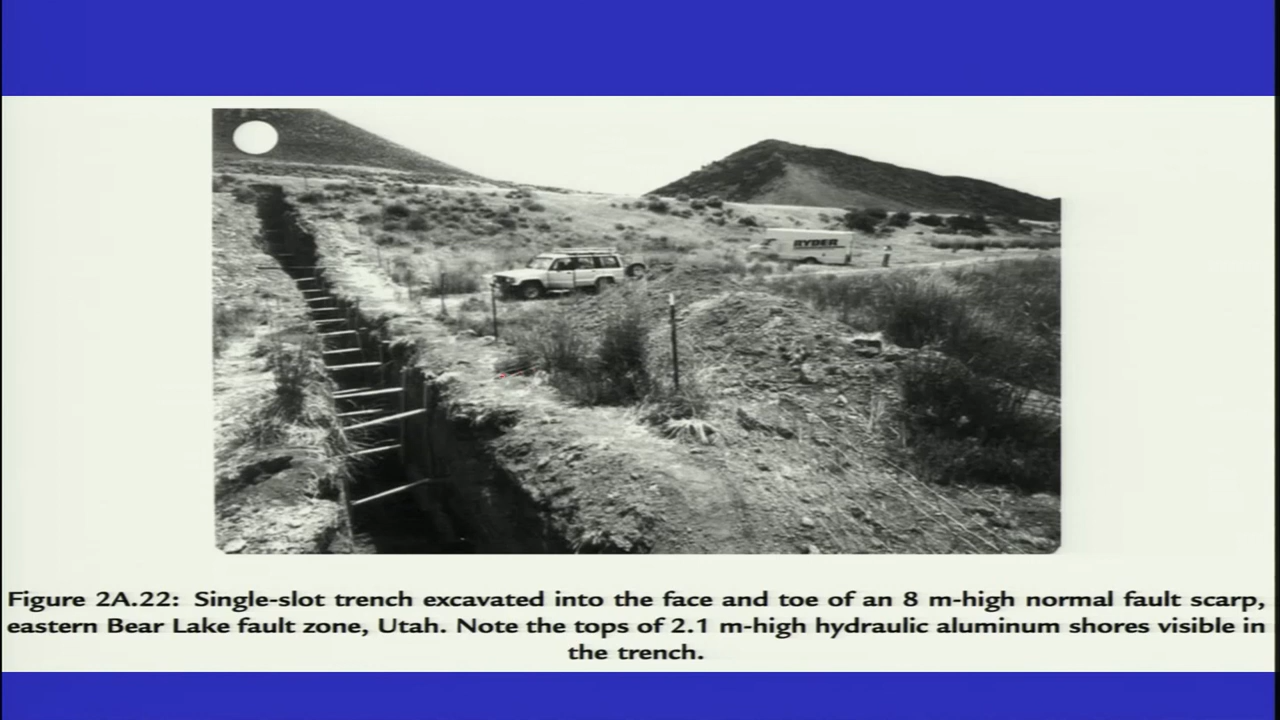 RYDER
Figure 2A.22: Single-slot trench excavated into the face and toe of an 8 m-high normal fault scarp,
eastern Bear Lake fault zone, Utah. Note the tops of 2.1 m-high hydraulic aluminum shores visible in
the trench.